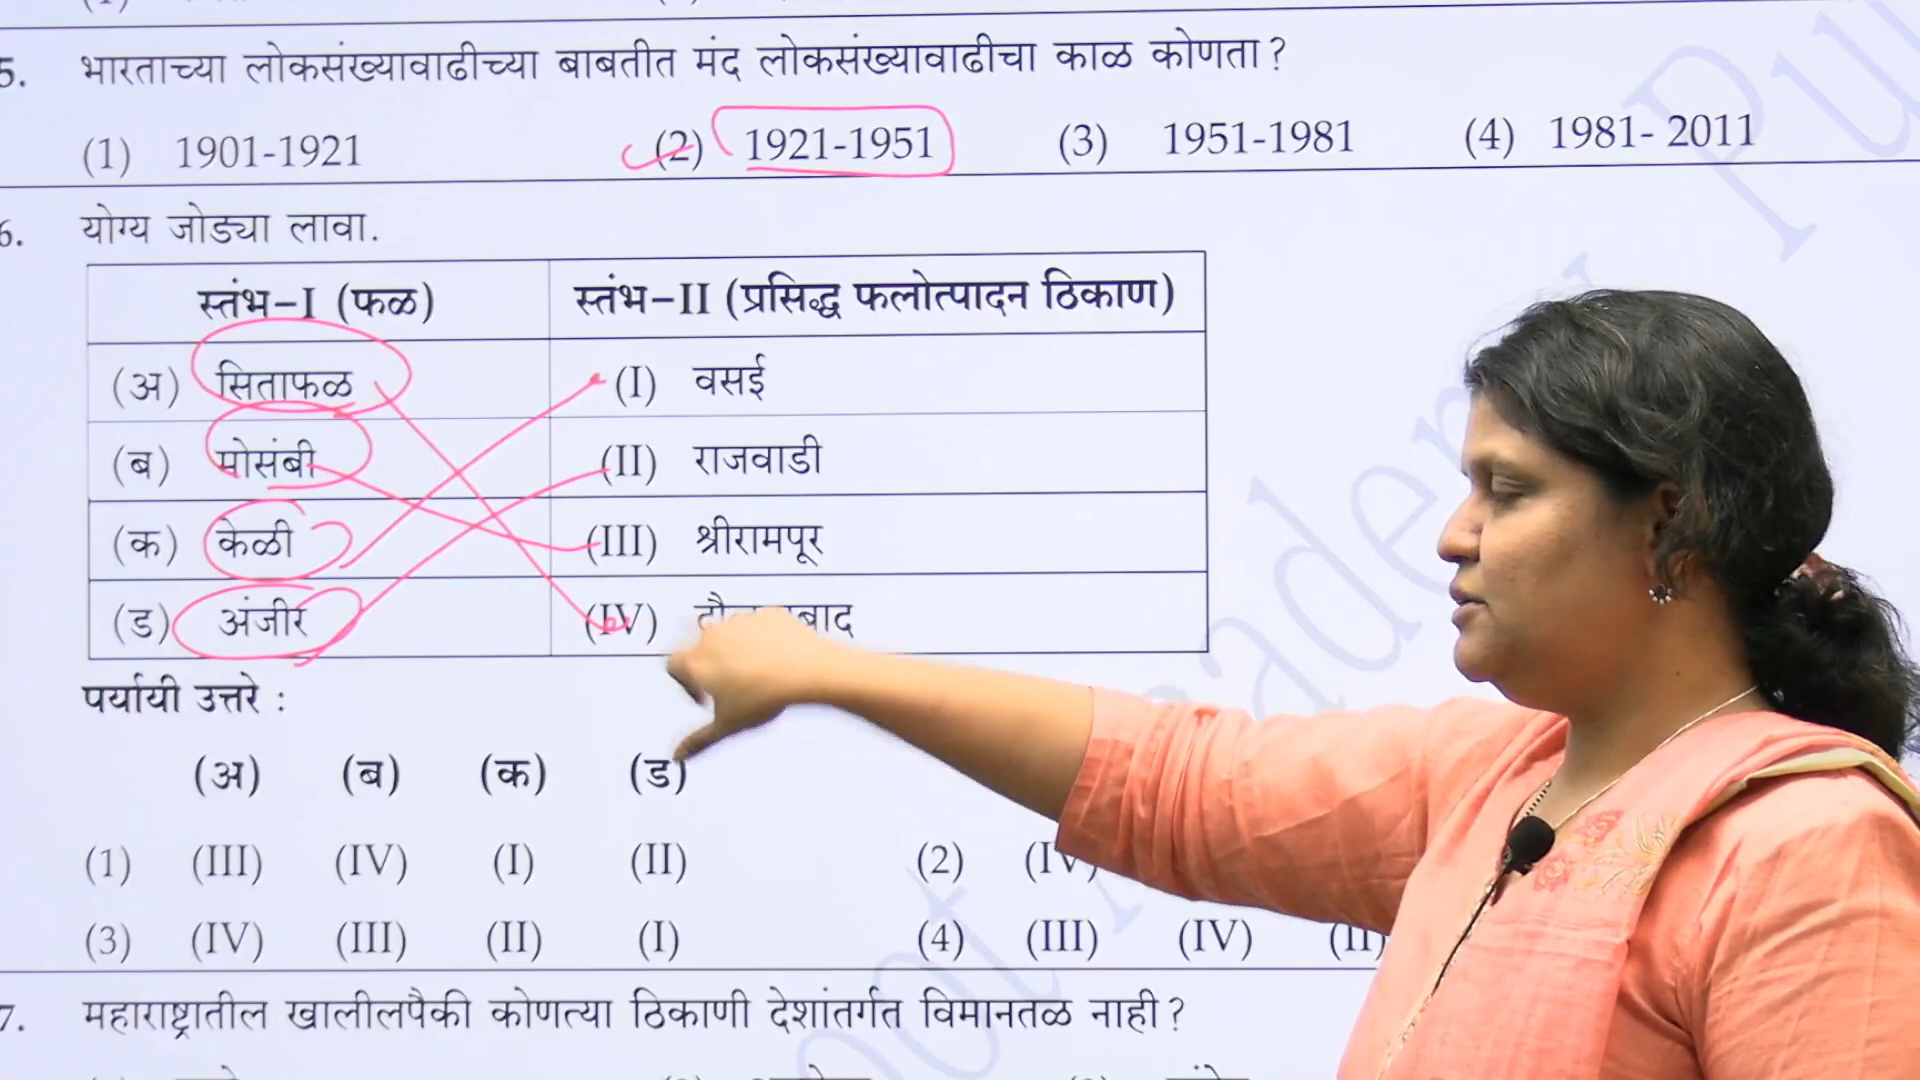 5. भारताच्या लोकसंख्यावाढीच्या बाबतीत मंद लोकसंख्यावाढीचा काळ कोणता?
(1) 1901-1921 (2) 1921-1951 (3) 1951-1981 (4) 1981- 2011
6. योग्य जोड्या लावा.
स्तंभ-I (फळ) स्तंभ-II (प्रसिद्ध फलोत्पादन ठिकाण)
(अ) सिताफळ (I) वसई
(ब) मोसंबी (II) राजवाडी
(क) केळी (III) श्रीरामपूर
(ड) अंजीर (IV)
पर्यायी उत्तरे :
(अ) (ब) (क) (ड)
(1) (III) (IV) (I) (II) (2) (IV)
(3) (IV) (III) (II) (I) (4) (III) (IV) (II)
7. महाराष्ट्रातील खालीलपैकी कोणत्या ठिकाणी देशांतर्गत विमानतळ नाही?